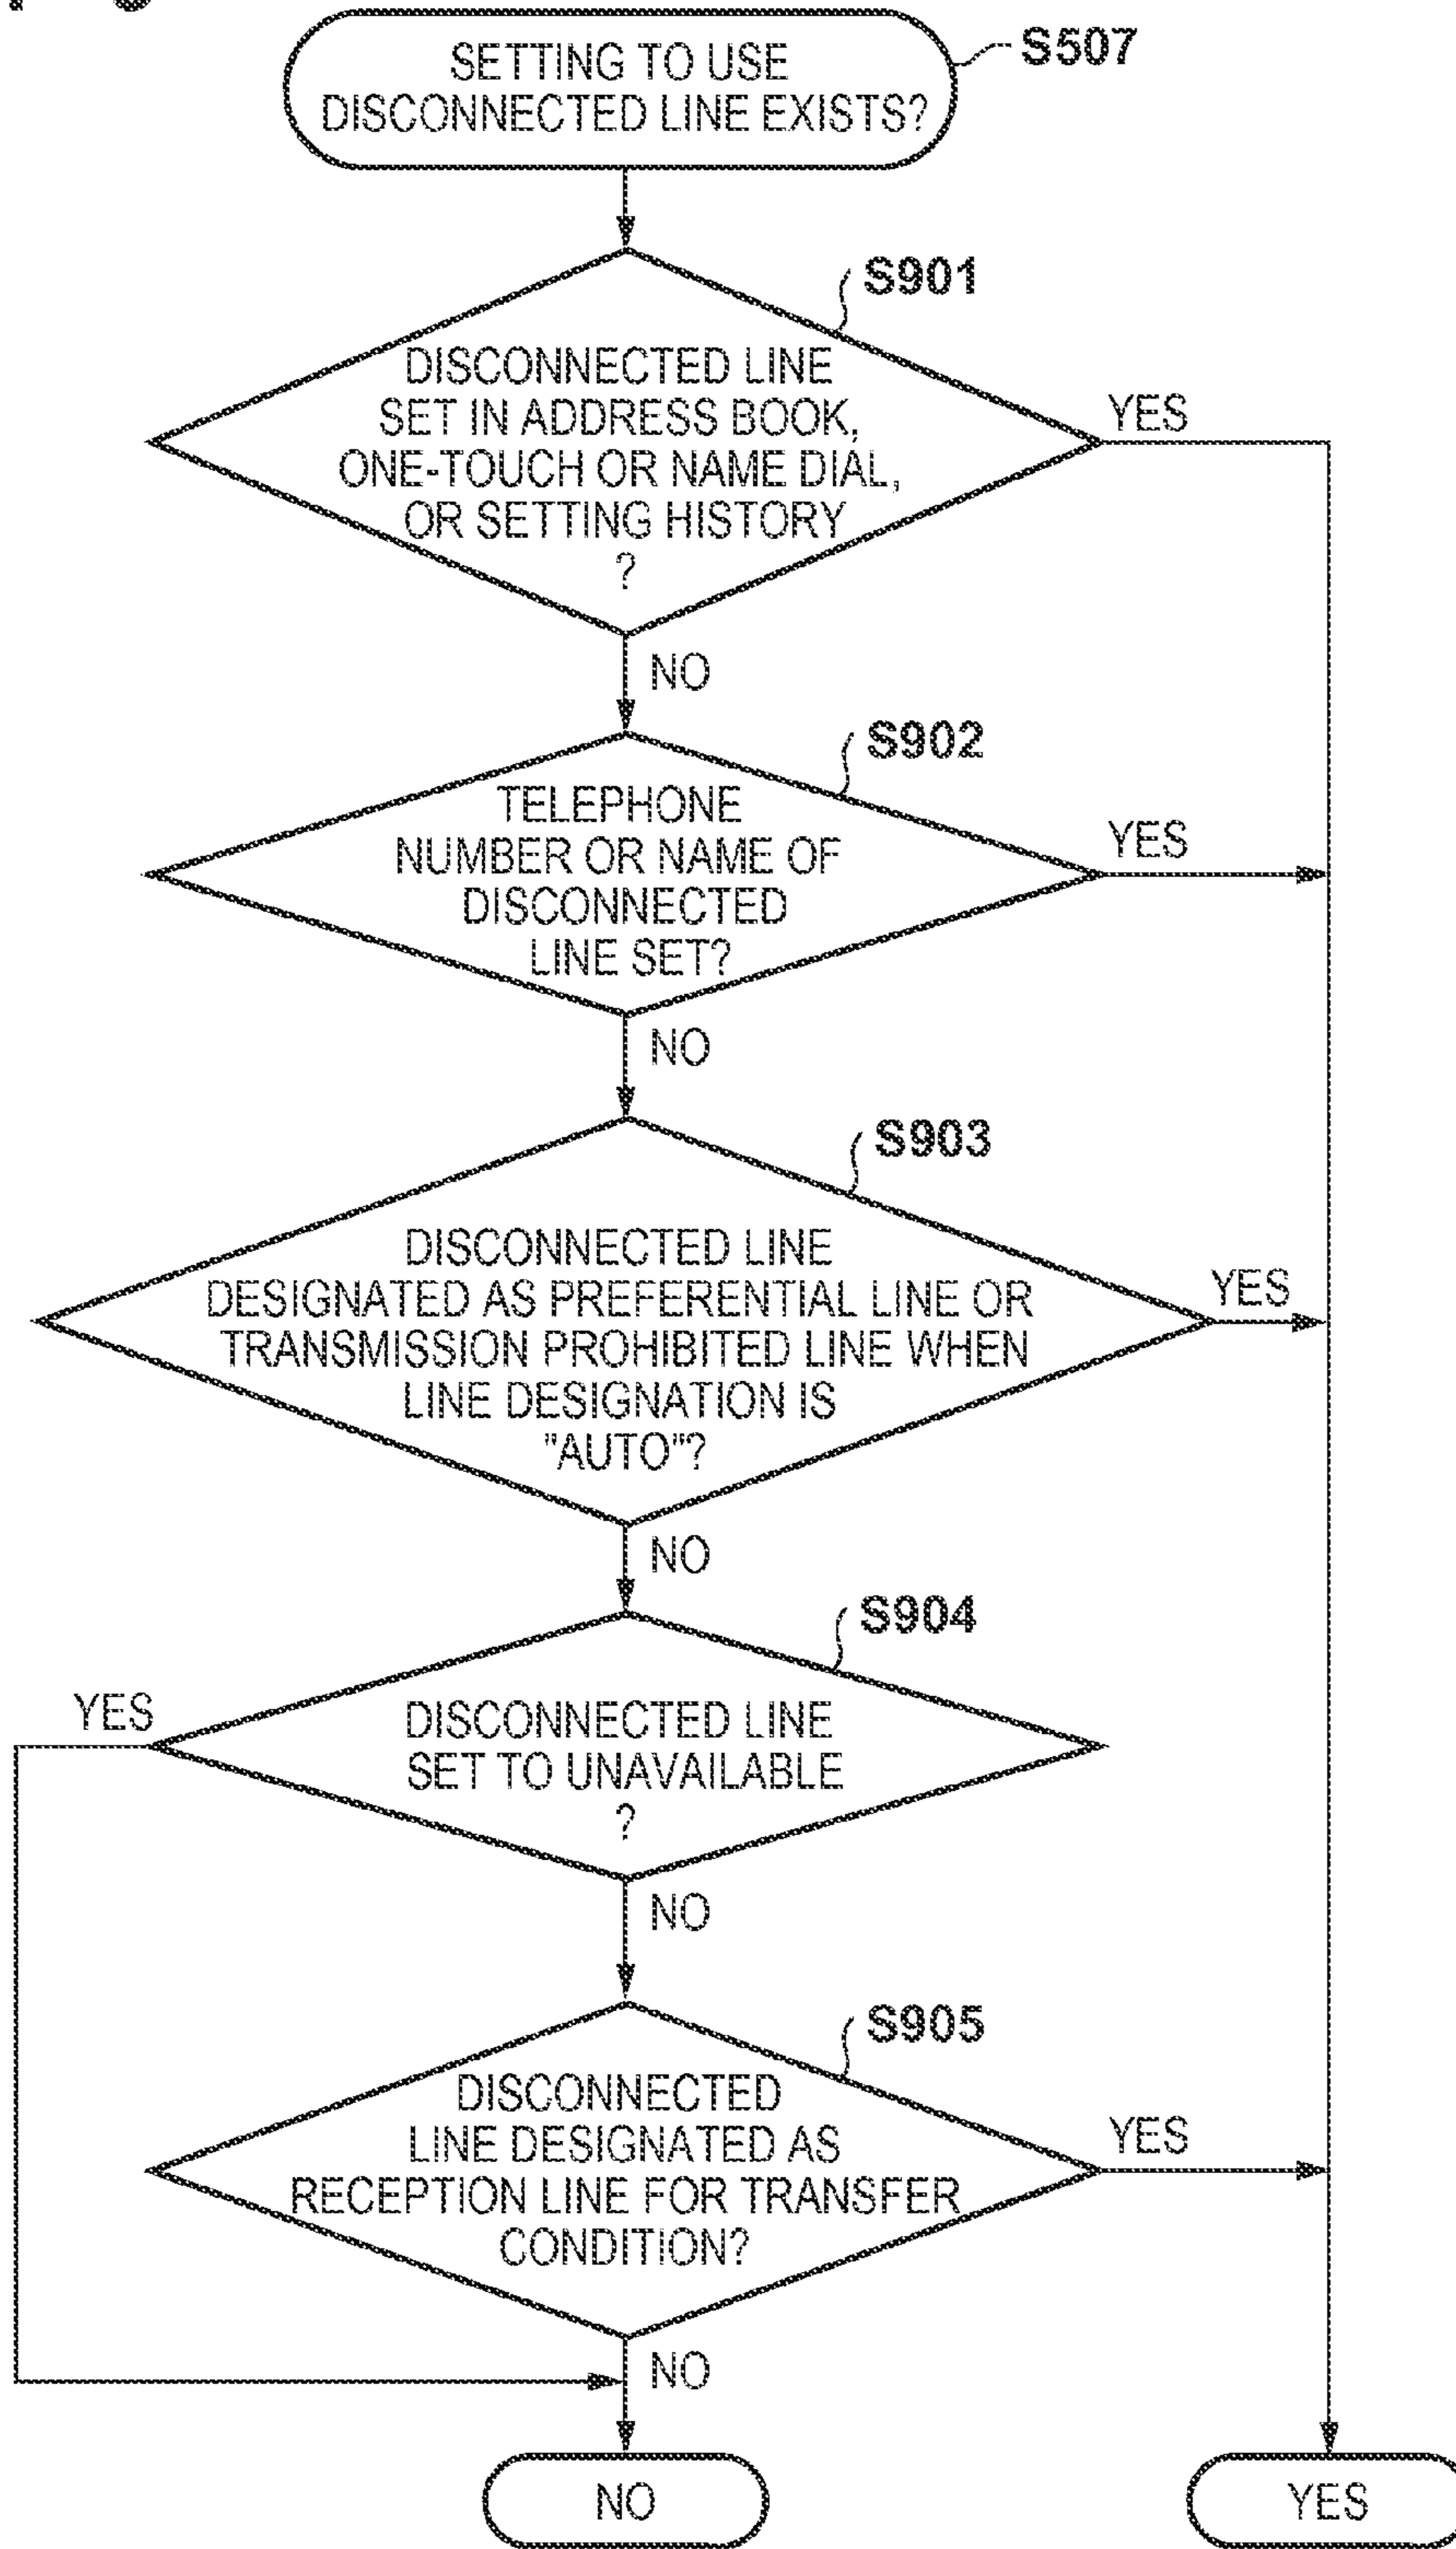 SETTING TO USE
DISCONNECTED LINE EXISTS?
S507
S901
DISCONNECTED LINE
SET IN ADDRESS BOOK,
ONE-TOUCH OR NAME DIAL,
OR SETTING HISTORY
?
YES
NO
S902
TELEPHONE
NUMBER OR NAME OF
DISCONNECTED
LINE SET?
YES
NO
S903
DISCONNECTED LINE
DESIGNATED AS PREFERENTIAL LINE OR
TRANSMISSION PROHIBITED LINE WHEN
LINE DESIGNATION IS
"AUTO"?
YES
NO
S904
YES
DISCONNECTED LINE
SET TO UNAVAILABLE
?
NO
S905
DISCONNECTED
LINE DESIGNATED AS
RECEPTION LINE FOR TRANSFER
CONDITION?
YES
NO
NO
YES